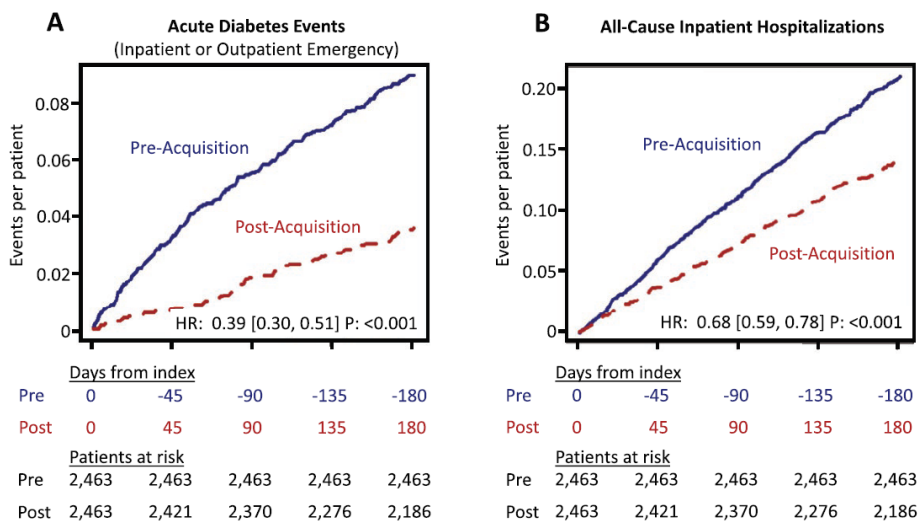 A
Acute Diabetes Events
(Inpatient or Outpatient Emergency)
Events per patient
0.08
0.06
0.04
0.02
0
Pre-Acquisition
Post-Acquisition
HR: 0.39 [0.30, 0.51] P: <0.001
Days from index
Pre 0 -45 -90 -135 -180
Post 0 45 90 135 180
Patients at risk
Pre 2,463 2,463 2,463 2,463 2,463
Post 2,463 2,421 2,370 2,276 2,186
B
All-Cause Inpatient Hospitalizations
Events per patient
0.20
0.15
0.10
0.05
0
Pre-Acquisition
Post-Acquisition
HR: 0.68 [0.59, 0.78] P: <0.001
Days from index
Pre 0 -45 -90 -135 -180
Post 0 45 90 135 180
Patients at risk
Pre 2,463 2,463 2,463 2,463 2,463
Post 2,463 2,421 2,370 2,276 2,186